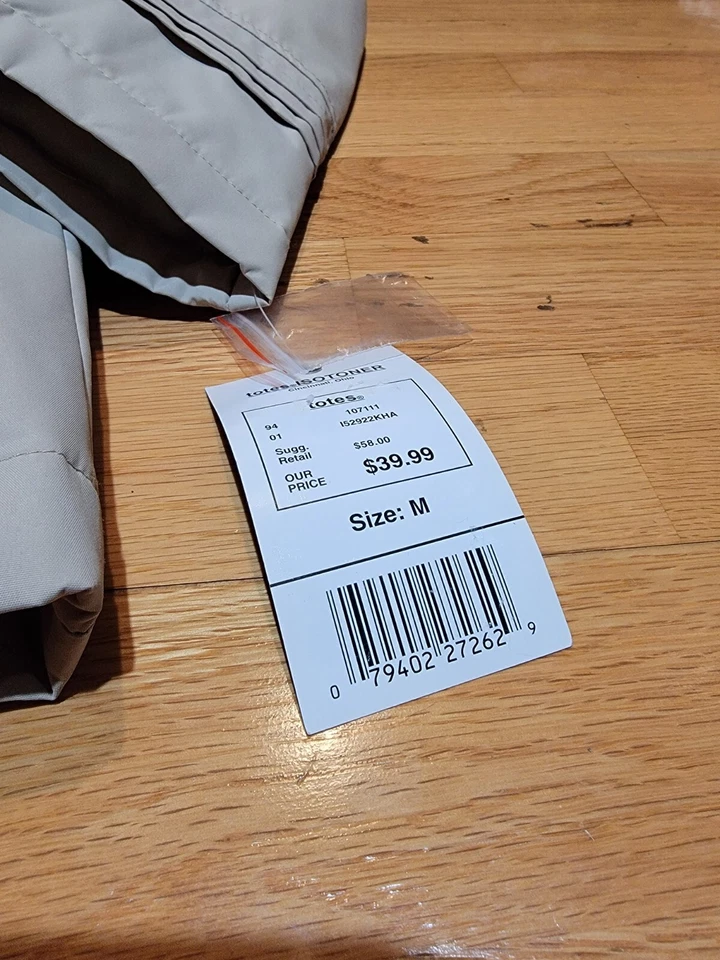 totes»ISOTONER
Cincinnati, Ohio
totes®
94 107111
01 I52922KHA
Sugg. Retail $58.00
OUR PRICE $39.99
Size: M
0 79402 27262 9